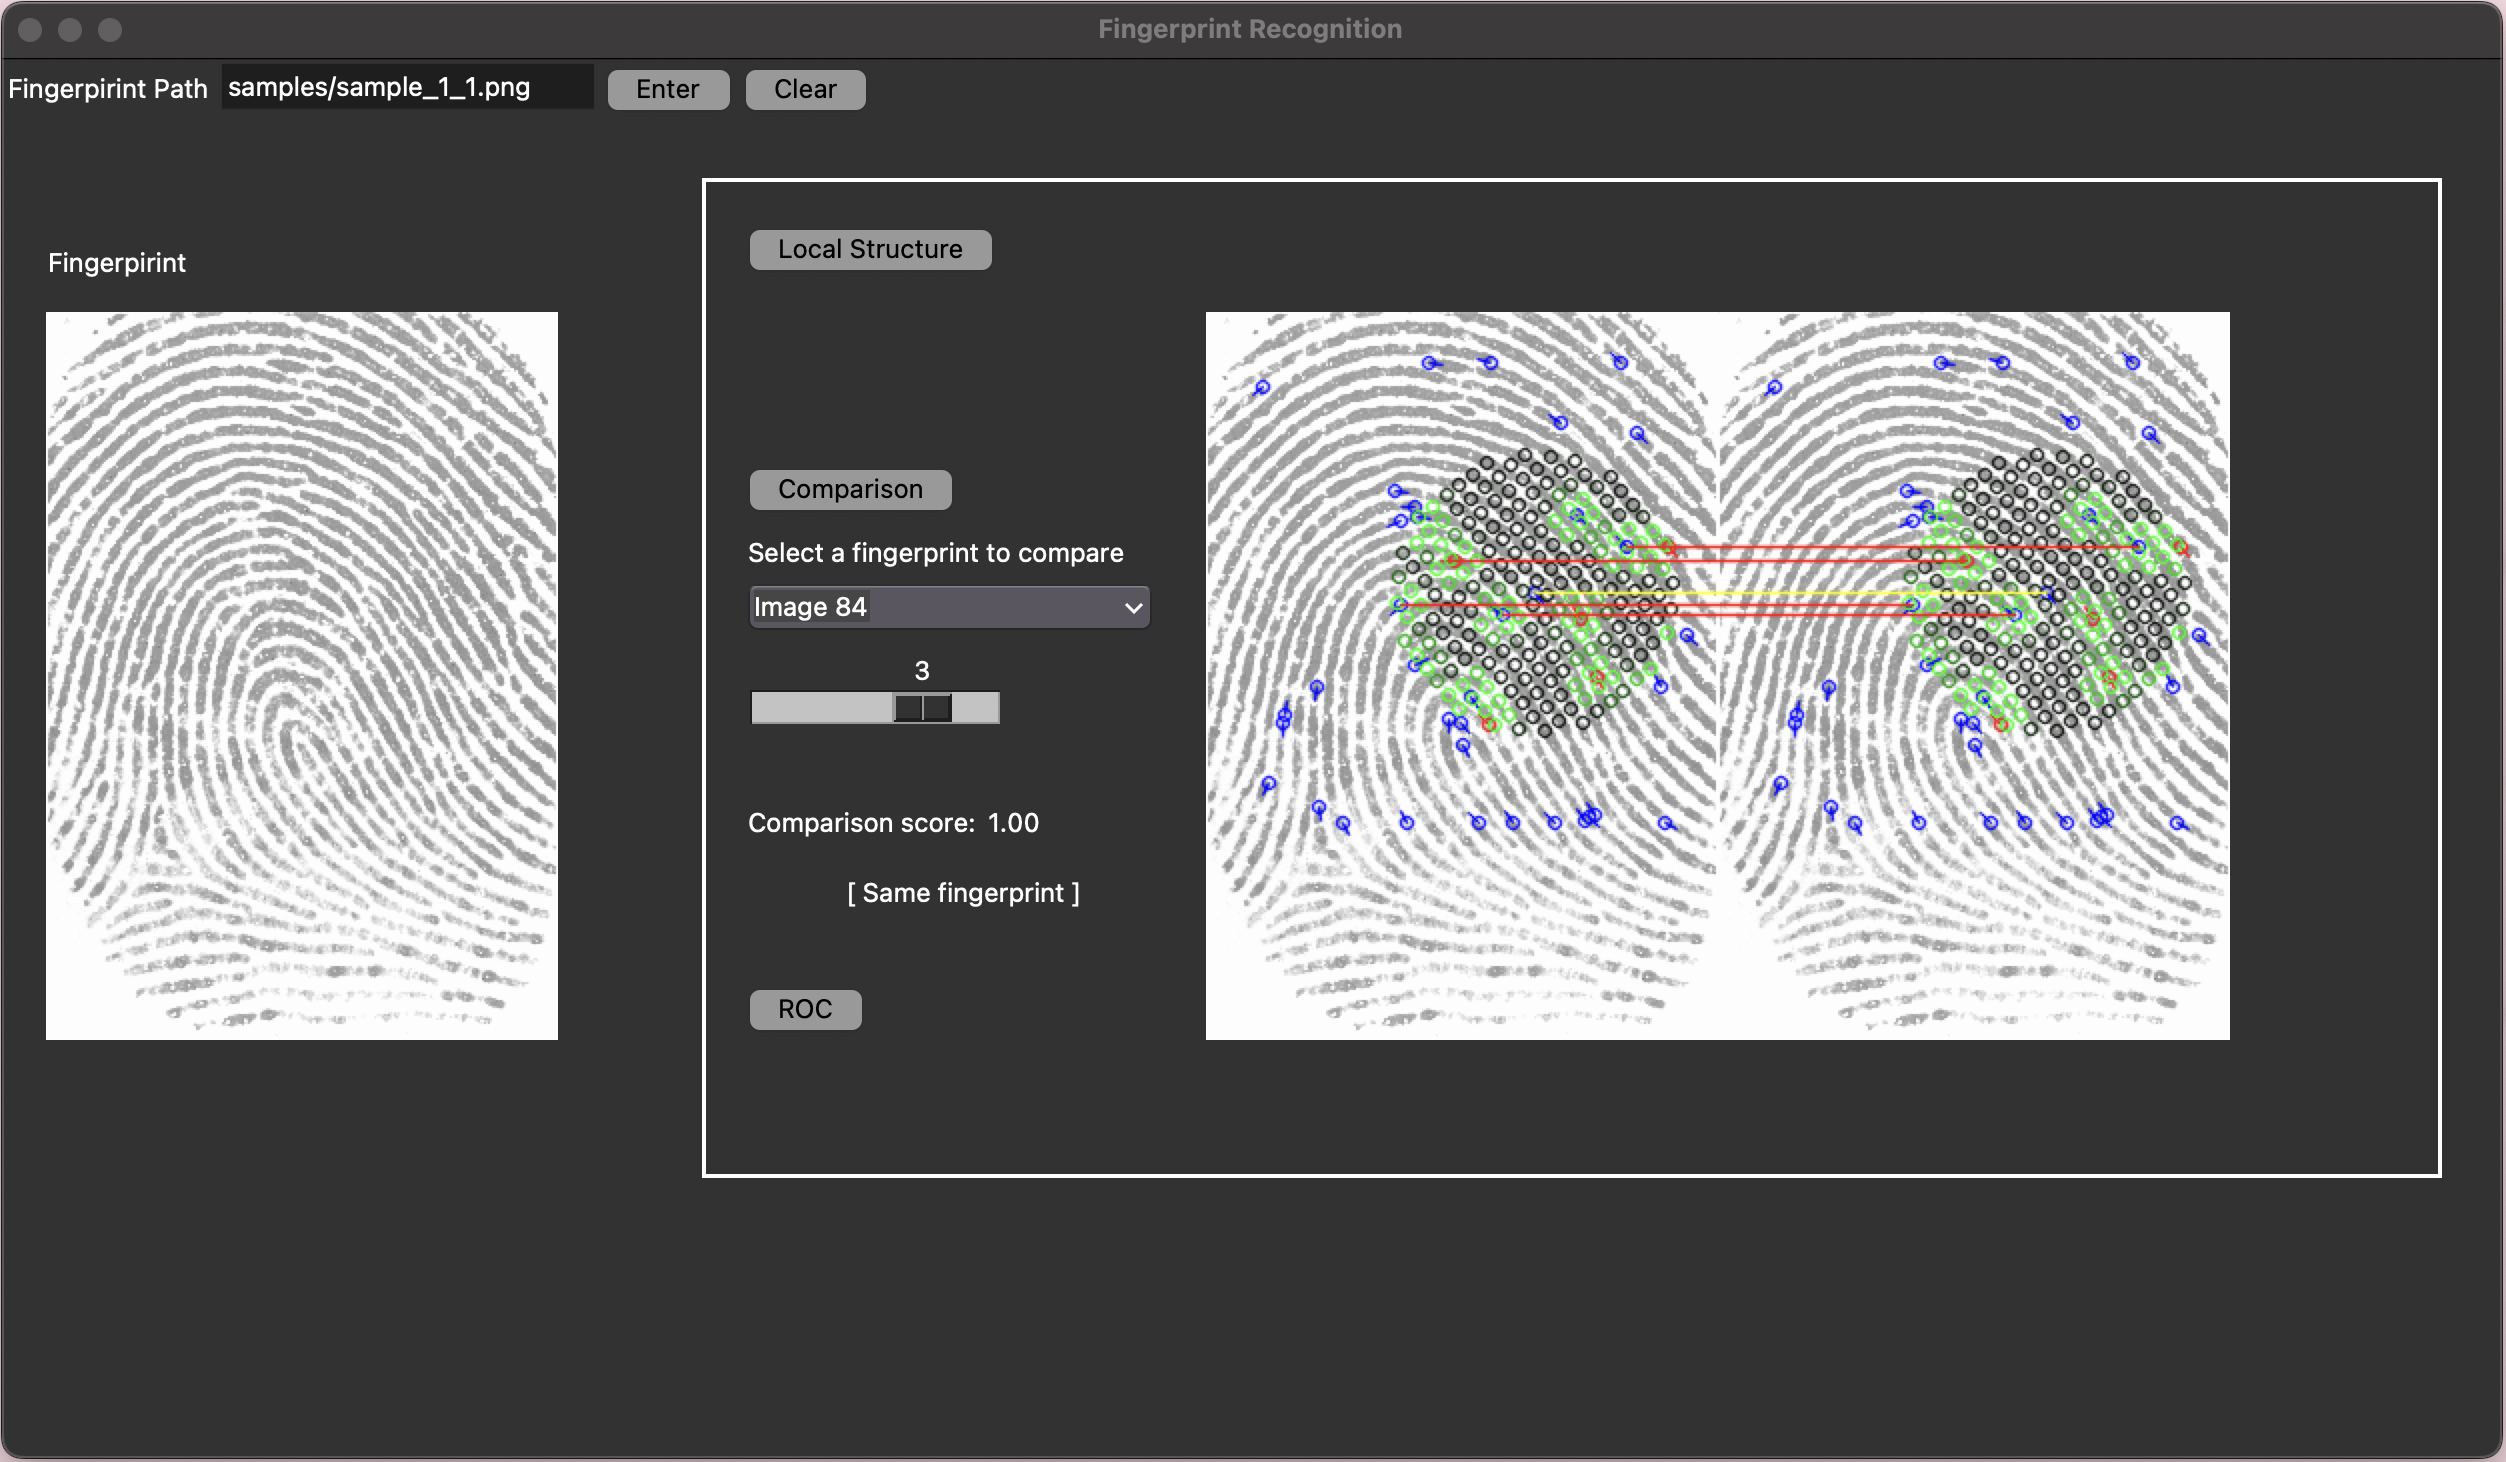 Fingerprint Recognition
Fingerpirint Path samples/sample_1_1.png Enter Clear
Fingerpirint
Local Structure
Comparison
Select a fingerprint to compare
Image 84
3
Comparison score: 1.00
[ Same fingerprint ]
ROC